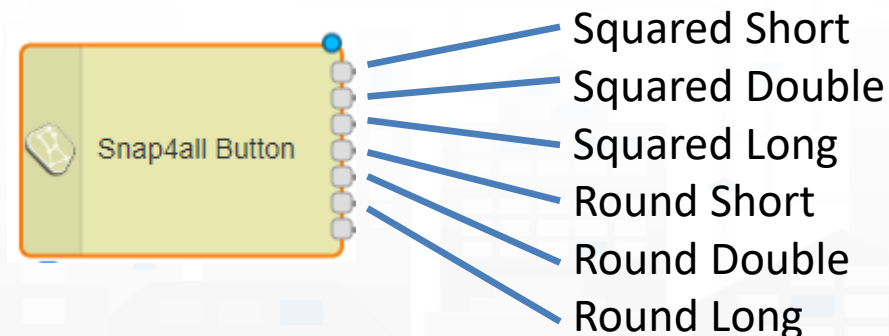 Snap4all Button
Squared Short
Squared Double
Squared Long
Round Short
Round Double
Round Long